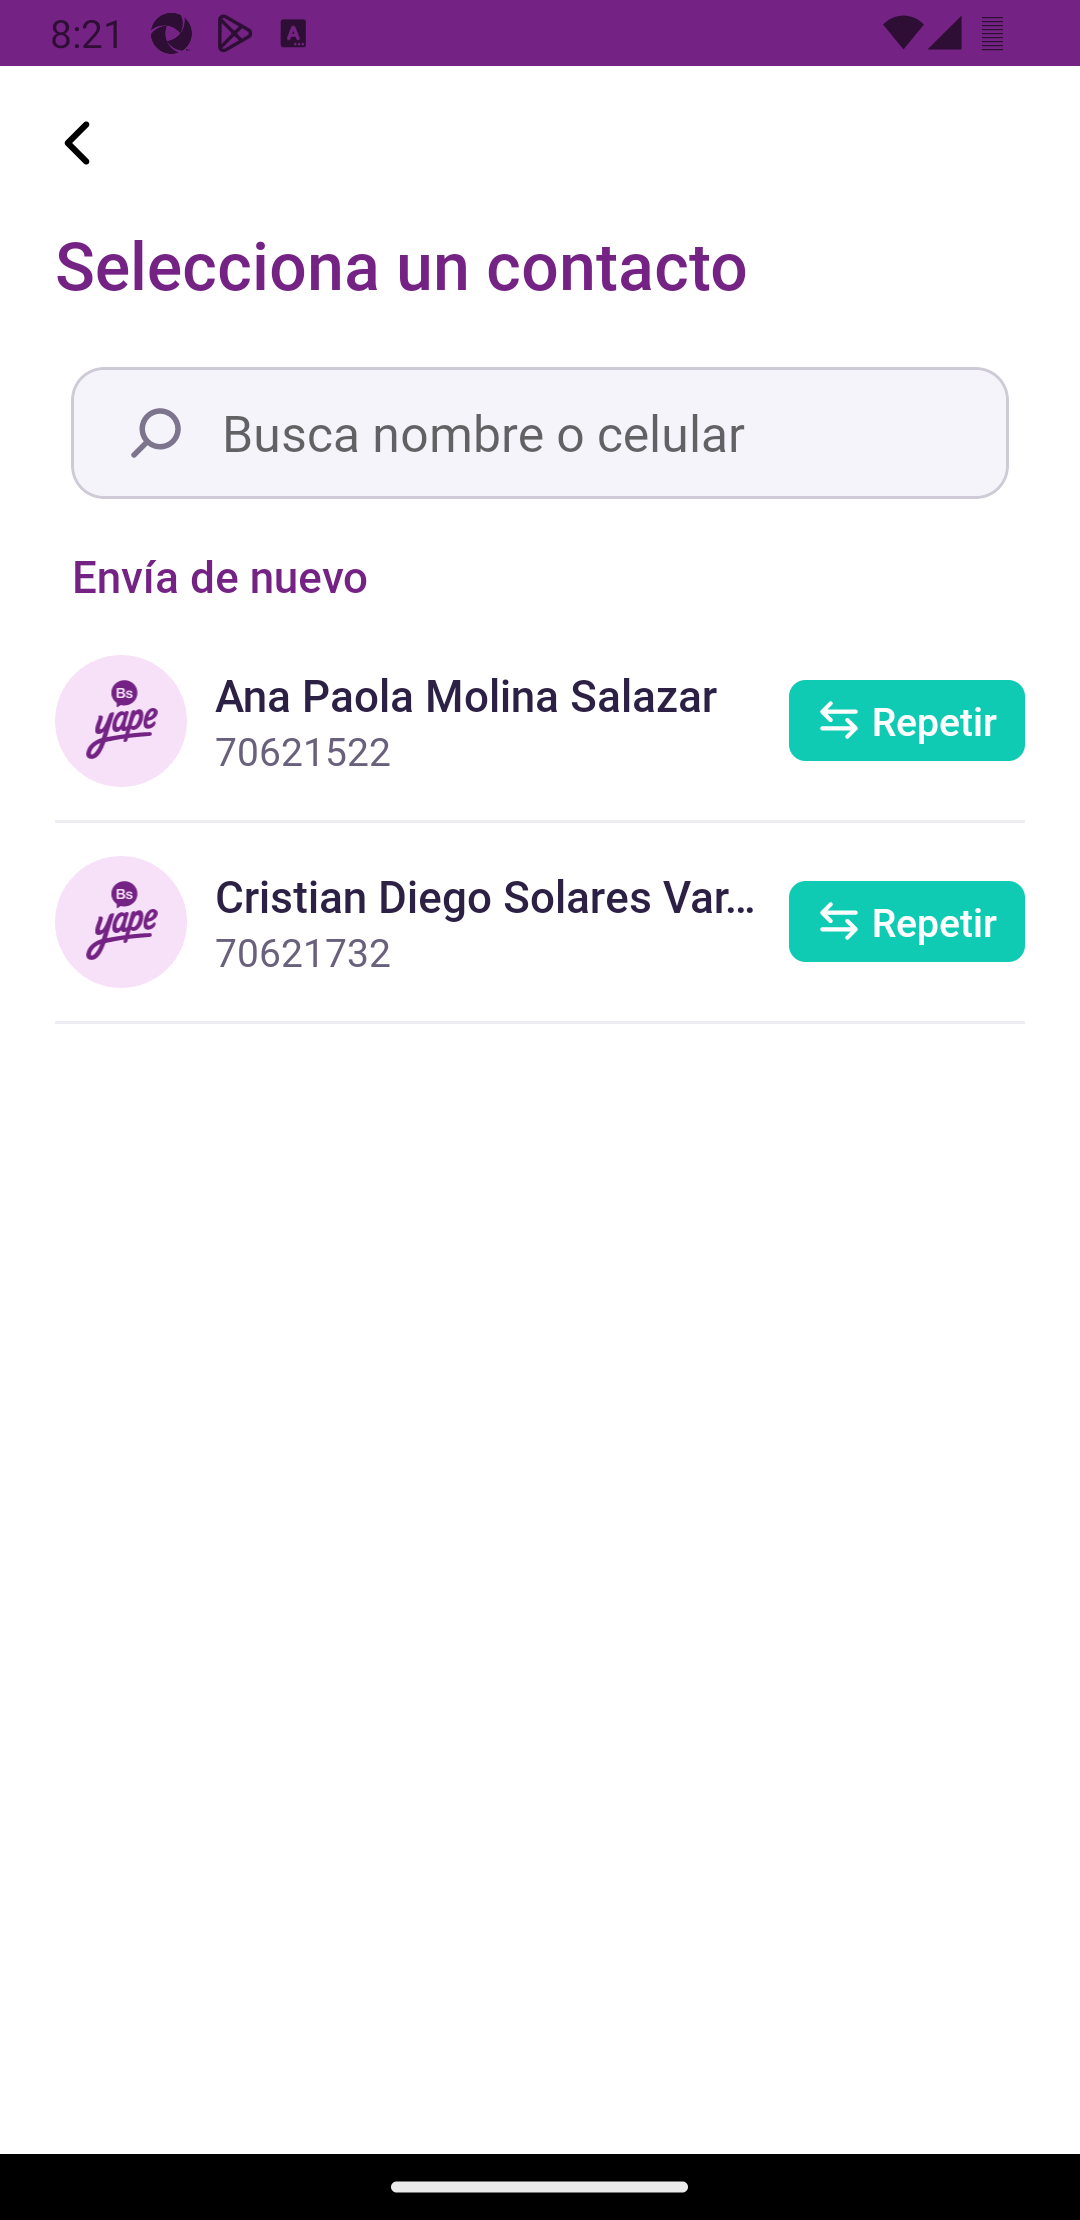 8:21
Selecciona un contacto
Busca nombre o celular
Envía de nuevo
Bs
yape
Ana Paola Molina Salazar
70621522
Repetir
Bs
yape
Cristian Diego Solares Var...
70621732
Repetir